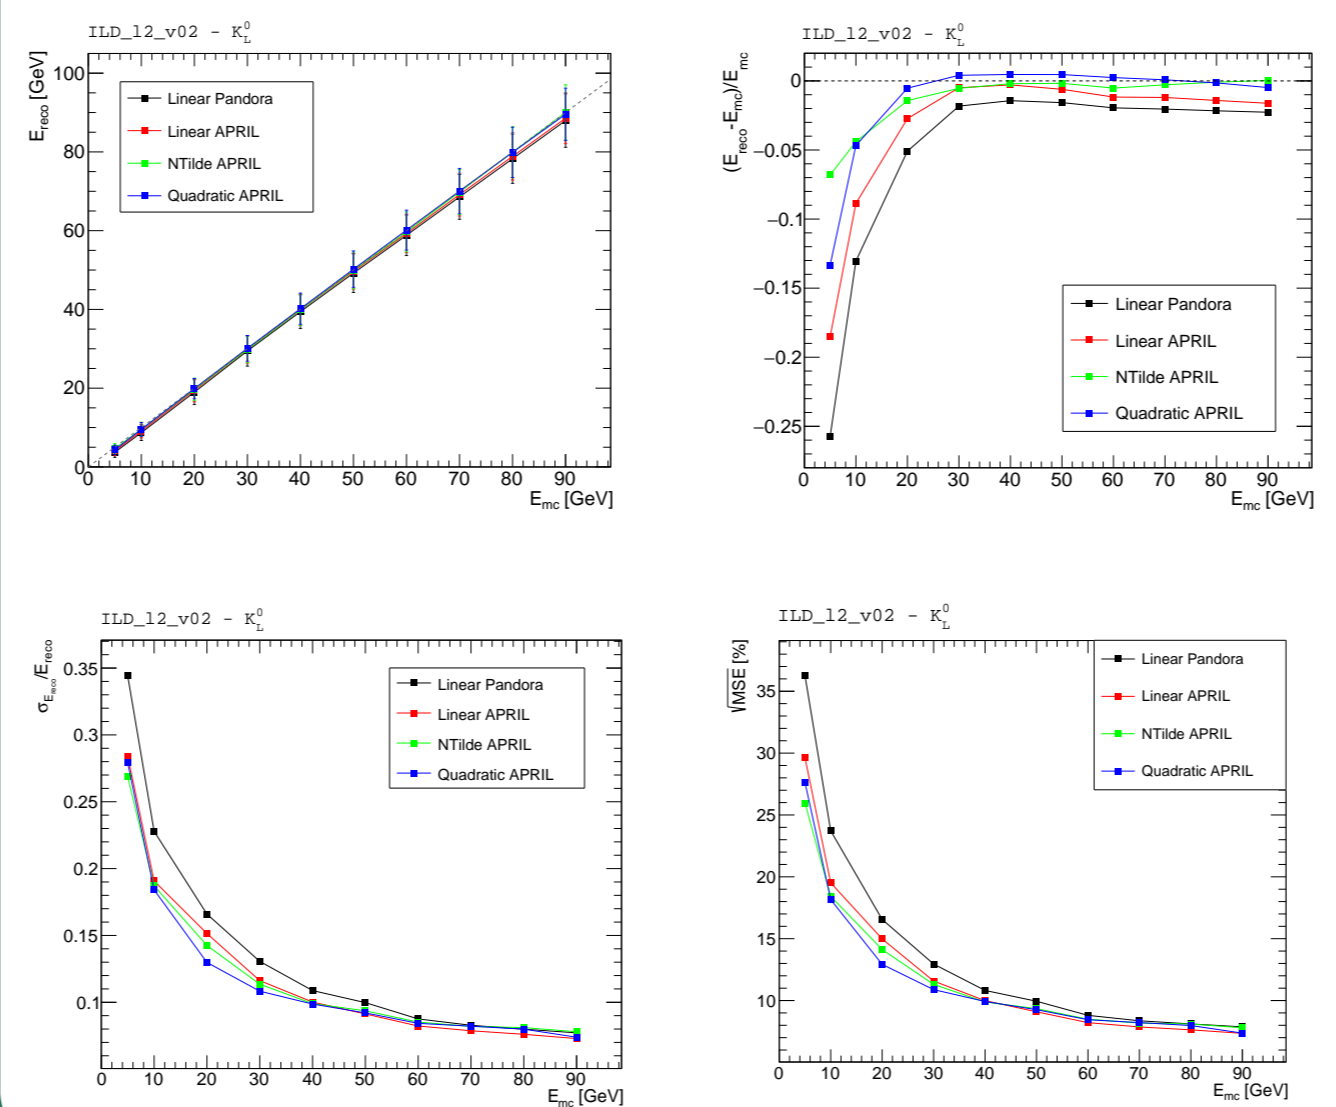 ILD_l2_v02 - K⁰_L
E_reco [GeV]
100
80
60
40
20
0
Linear Pandora
Linear APRIL
NTilde APRIL
Quadratic APRIL
0 10 20 30 40 50 60 70 80 90
E_mc [GeV]
ILD_l2_v02 - K⁰_L
(E_reco-E_mc)/E_mc
0
−0.05
−0.1
−0.15
−0.2
−0.25
Linear Pandora
Linear APRIL
NTilde APRIL
Quadratic APRIL
0 10 20 30 40 50 60 70 80 90
E_mc [GeV]
ILD_l2_v02 - K⁰_L
σ_E_reco/E_reco
0.35
0.3
0.25
0.2
0.15
0.1
Linear Pandora
Linear APRIL
NTilde APRIL
Quadratic APRIL
0 10 20 30 40 50 60 70 80 90
E_mc [GeV]
ILD_l2_v02 - K⁰_L
√MSE [%]
35
30
25
20
15
10
Linear Pandora
Linear APRIL
NTilde APRIL
Quadratic APRIL
0 10 20 30 40 50 60 70 80 90
E_mc [GeV]